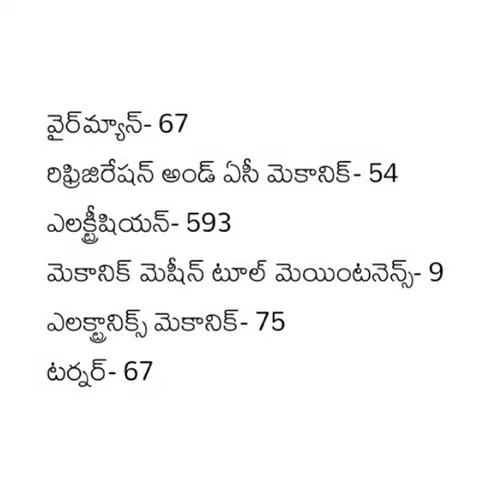 వైర్‌మ్యాన్- 67
రిఫ్రిజిరేషన్ అండ్ ఏసీ మెకానిక్- 54
ఎలక్ట్రీషియన్- 593
మెకానిక్ మెషీన్ టూల్ మెయింటనెన్స్- 9
ఎలక్ట్రానిక్స్ మెకానిక్- 75
టర్నర్- 67